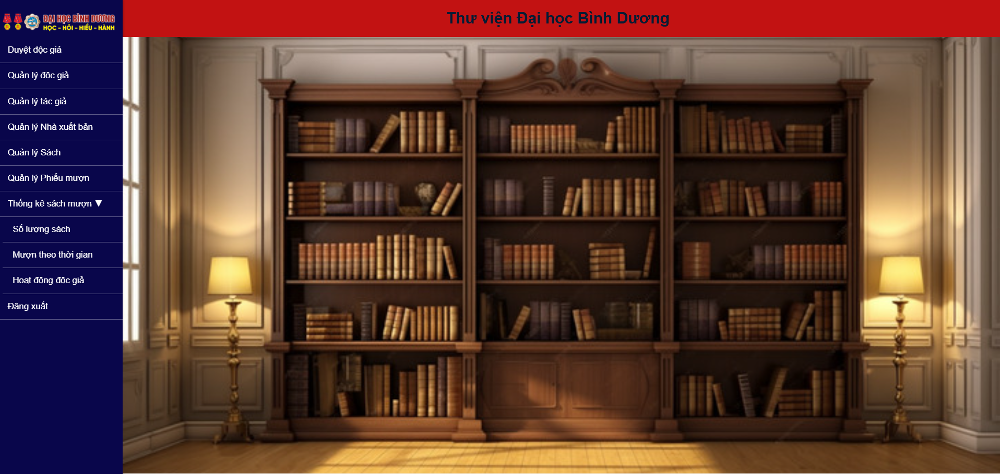 ĐẠI HỌC BÌNH DƯƠNG
HỌC - HỎI - HIỂU - HÀNH
Thư viện Đại học Bình Dương
Duyệt độc giả
Quản lý độc giả
Quản lý tác giả
Quản lý Nhà xuất bản
Quản lý Sách
Quản lý Phiếu mượn
Thống kê sách mượn ▼
Số lượng sách
Mượn theo thời gian
Hoạt động độc giả
Đăng xuất